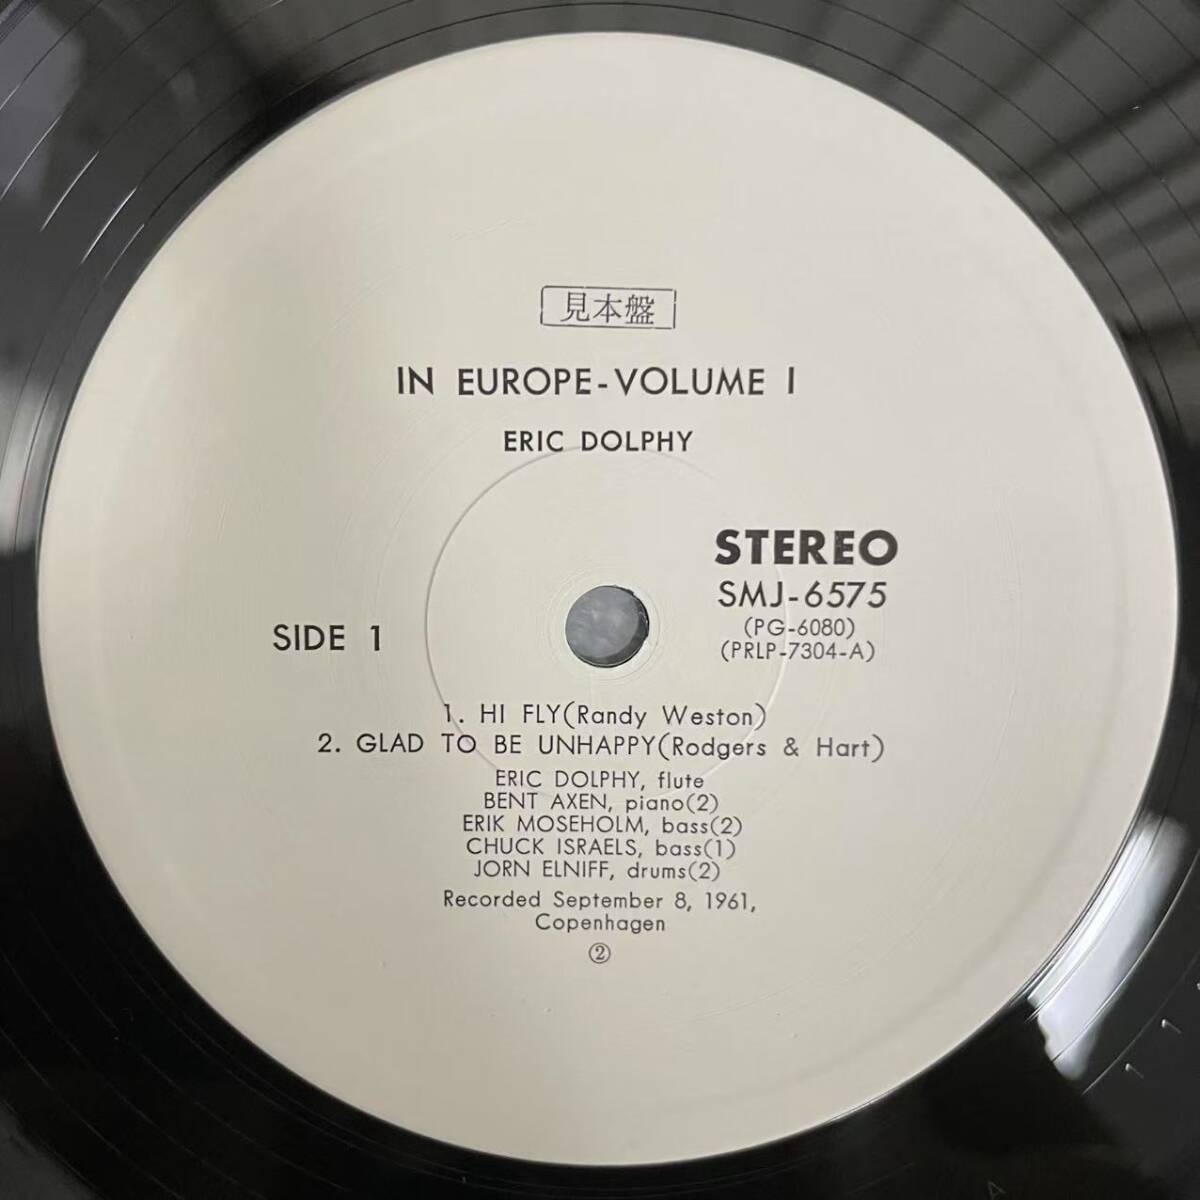 見本盤
IN EUROPE-VOLUME I
ERIC DOLPHY
STEREO
SMJ-6575
(PG-6080)
(PRLP-7304-A)
SIDE 1
1. HI FLY(Randy Weston)
2. GLAD TO BE UNHAPPY(Rodgers & Hart)
ERIC DOLPHY, flute
BENT AXEN, piano(2)
ERIK MOSEHOLM, bass(2)
CHUCK ISRAELS, bass(1)
JORN ELNIFF, drums(2)
Recorded September 8, 1961,
Copenhagen
②